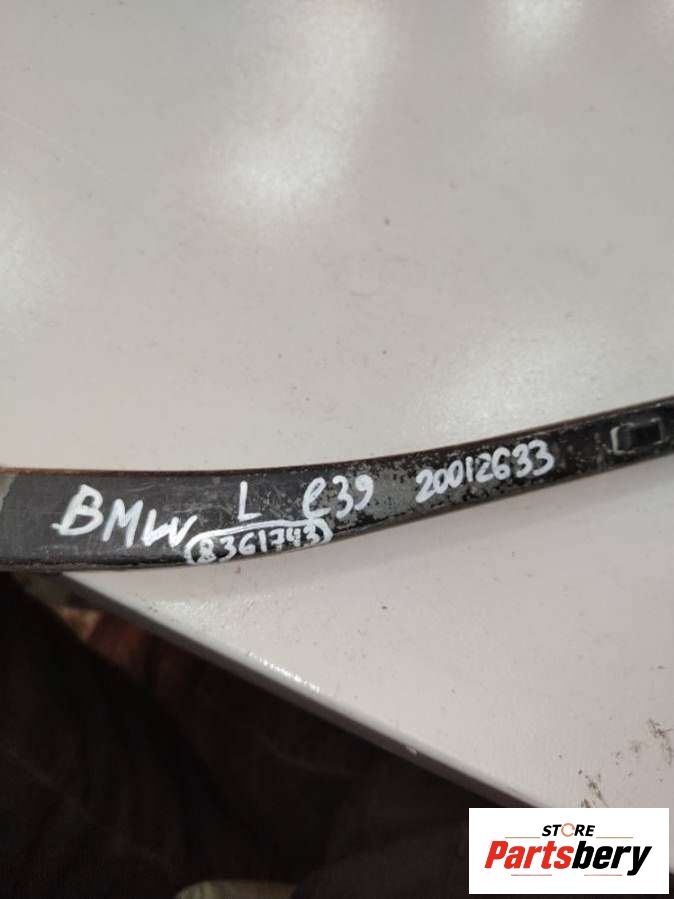 BMW L e39 20012633
8361743
STORE
Partsbery